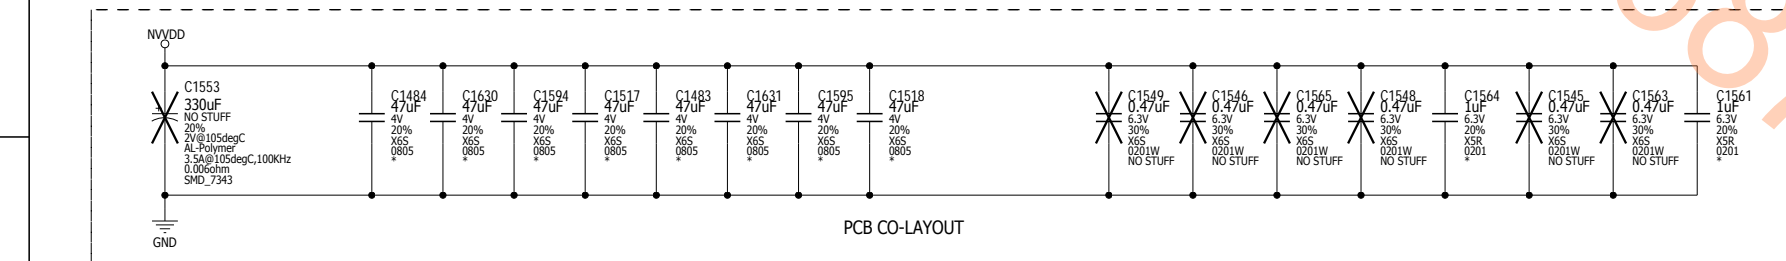 NVVDD
C1553
330uF
NO STUFF
20%
2V@105degC
AL-Polymer
3.5A@105degC,100KHz
0.006ohm
SMD_7343
GND
C1484
47uF
4V
20%
X6S
0805
*
C1630
47uF
4V
20%
X6S
0805
*
C1594
47uF
4V
20%
X6S
0805
*
C1517
47uF
4V
20%
X6S
0805
*
C1483
47uF
4V
20%
X6S
0805
*
C1631
47uF
4V
20%
X6S
0805
*
C1595
47uF
4V
20%
X6S
0805
*
C1518
47uF
4V
20%
X6S
0805
*
C1549
0.47uF
6.3V
30%
X6S
0201W
NO STUFF
C1546
0.47uF
6.3V
30%
X6S
0201W
NO STUFF
C1565
0.47uF
6.3V
30%
X6S
0201W
NO STUFF
C1548
0.47uF
6.3V
30%
X6S
0201W
NO STUFF
C1564
1uF
6.3V
20%
X5R
0201
*
C1545
0.47uF
6.3V
30%
X6S
0201W
NO STUFF
C1563
0.47uF
6.3V
30%
X6S
0201W
NO STUFF
C1561
1uF
6.3V
20%
X5R
0201
*
PCB CO-LAYOUT